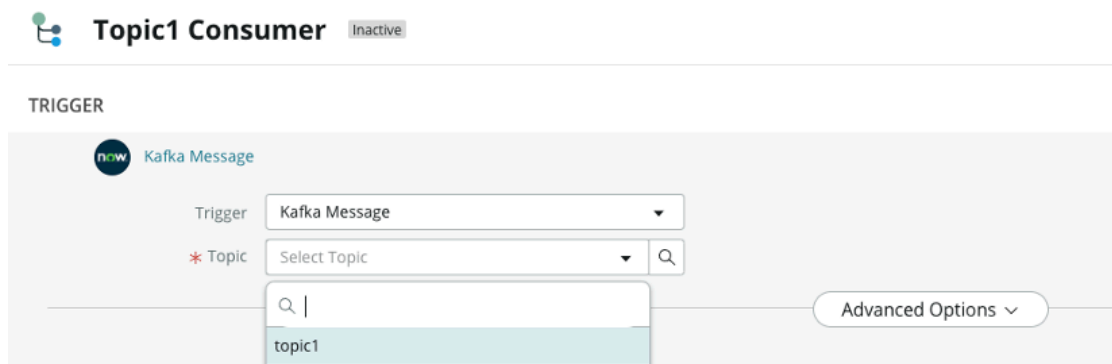 Topic1 Consumer Inactive
TRIGGER
now Kafka Message
Trigger Kafka Message
* Topic Select Topic
Advanced Options
topic1